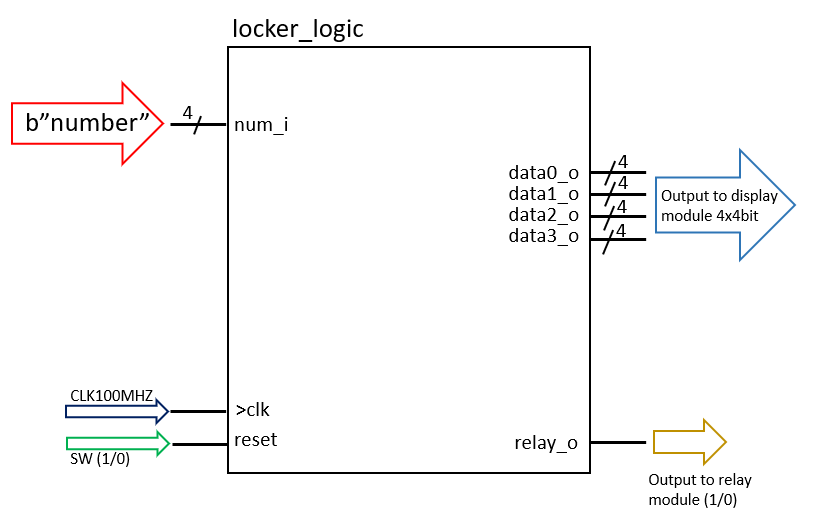 locker_logic
b”number”
4
num_i
data0_o
4
data1_o
4
data2_o
4
data3_o
4
Output to display
module 4x4bit
CLK100MHZ
>clk
reset
SW (1/0)
relay_o
Output to relay
module (1/0)